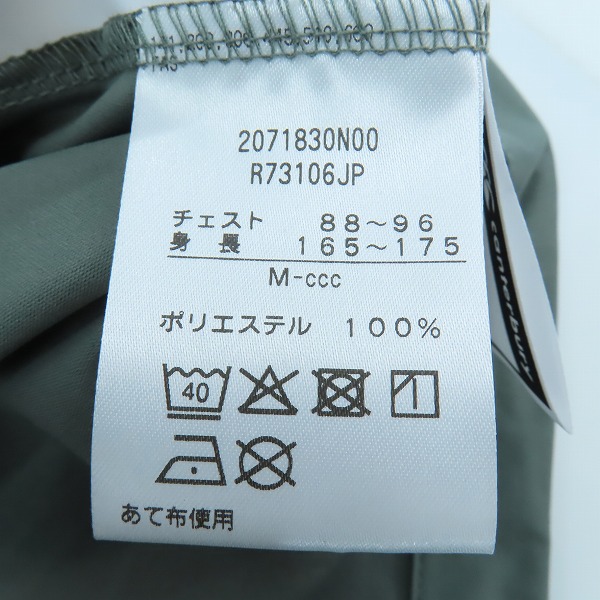 2071830N00
R73106JP
チェスト 88～96
身長 165～175
M-ccc
ポリエステル 100%
40
あて布使用
canterbury